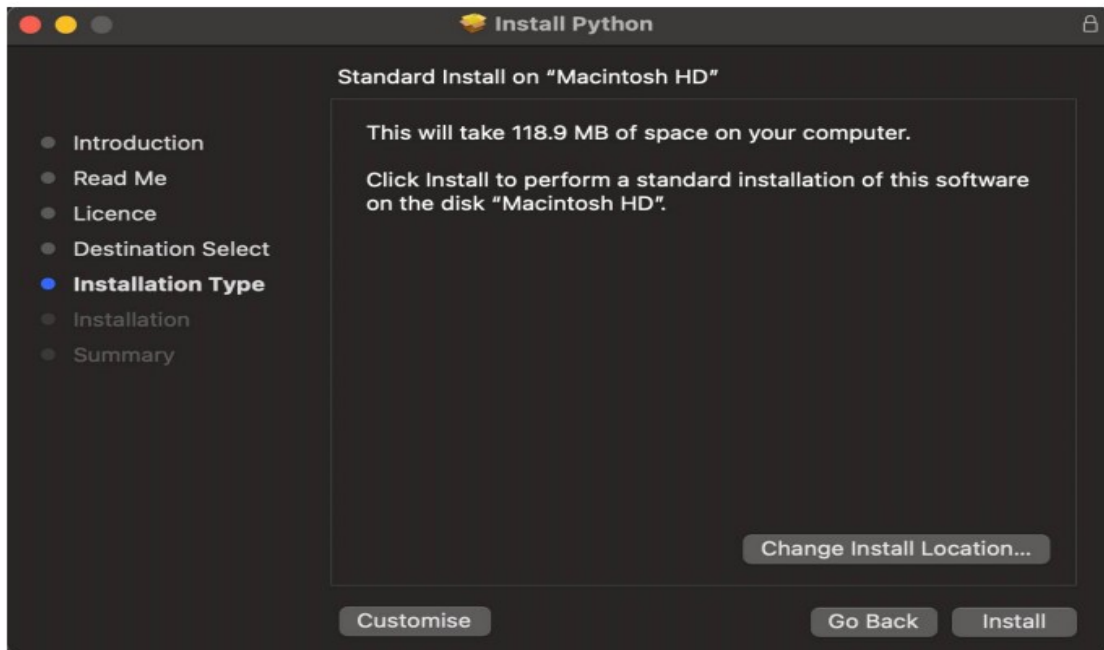 Install Python
Standard Install on “Macintosh HD”
Introduction
Read Me
Licence
Destination Select
Installation Type
Installation
Summary
This will take 118.9 MB of space on your computer.
Click Install to perform a standard installation of this software
on the disk “Macintosh HD”.
Change Install Location...
Customise
Go Back
Install